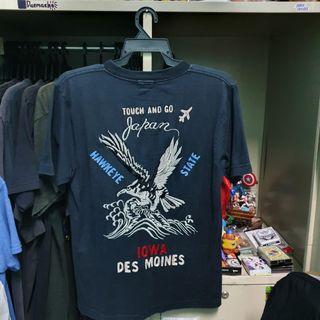 TOUCH AND GO
Japan
HAWKEYE STATE
IOWA
DES MOINES